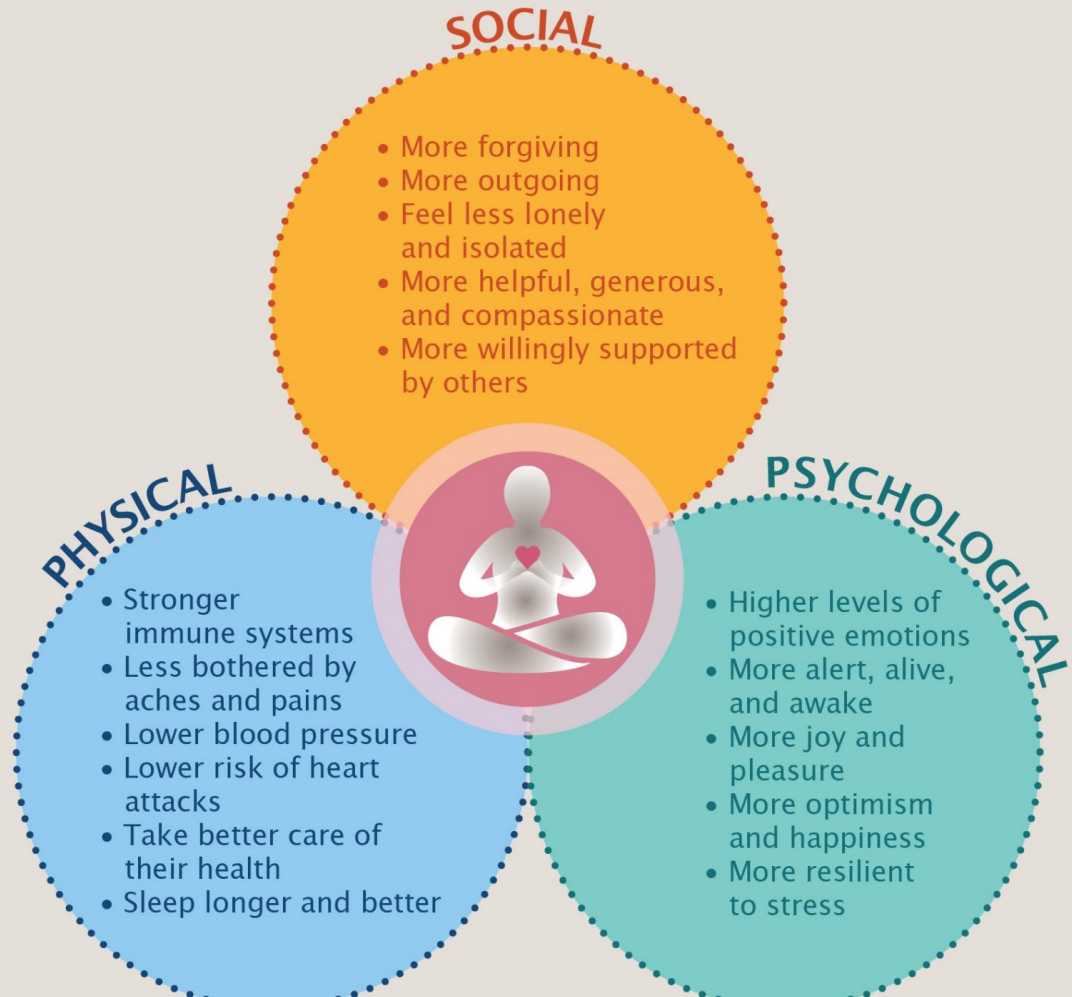 SOCIAL
• More forgiving
• More outgoing
• Feel less lonely
and isolated
• More helpful, generous,
and compassionate
• More willingly supported
by others
PHYSICAL
• Stronger
immune systems
• Less bothered by
aches and pains
• Lower blood pressure
• Lower risk of heart
attacks
• Take better care of
their health
• Sleep longer and better
PSYCHOLOGICAL
• Higher levels of
positive emotions
• More alert, alive,
and awake
• More joy and
pleasure
• More optimism
and happiness
• More resilient
to stress